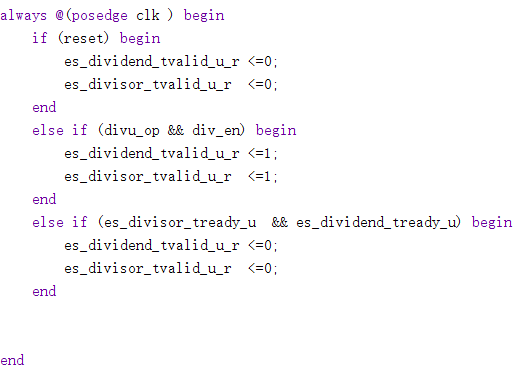 always @(posedge clk ) begin
    if (reset) begin
        es_dividend_tvalid_u_r <=0;
        es_divisor_tvalid_u_r  <=0;
    end
    else if (divu_op && div_en) begin
        es_dividend_tvalid_u_r <=1;
        es_divisor_tvalid_u_r  <=1;
    end
    else if (es_divisor_tready_u  && es_dividend_tready_u) begin
        es_dividend_tvalid_u_r <=0;
        es_divisor_tvalid_u_r  <=0;
    end
end